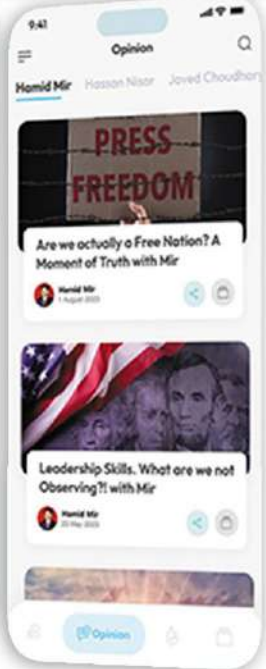 9:41
Opinion
Hamid Mir Hassan Nisar Javed Choudhary
PRESS
FREEDOM
Are we actually a Free Nation? A
Moment of Truth with Mir
Hamid Mir
1 August 2023
Leadership Skills. What are we not
Observing?! with Mir
Hamid Mir
Opinion